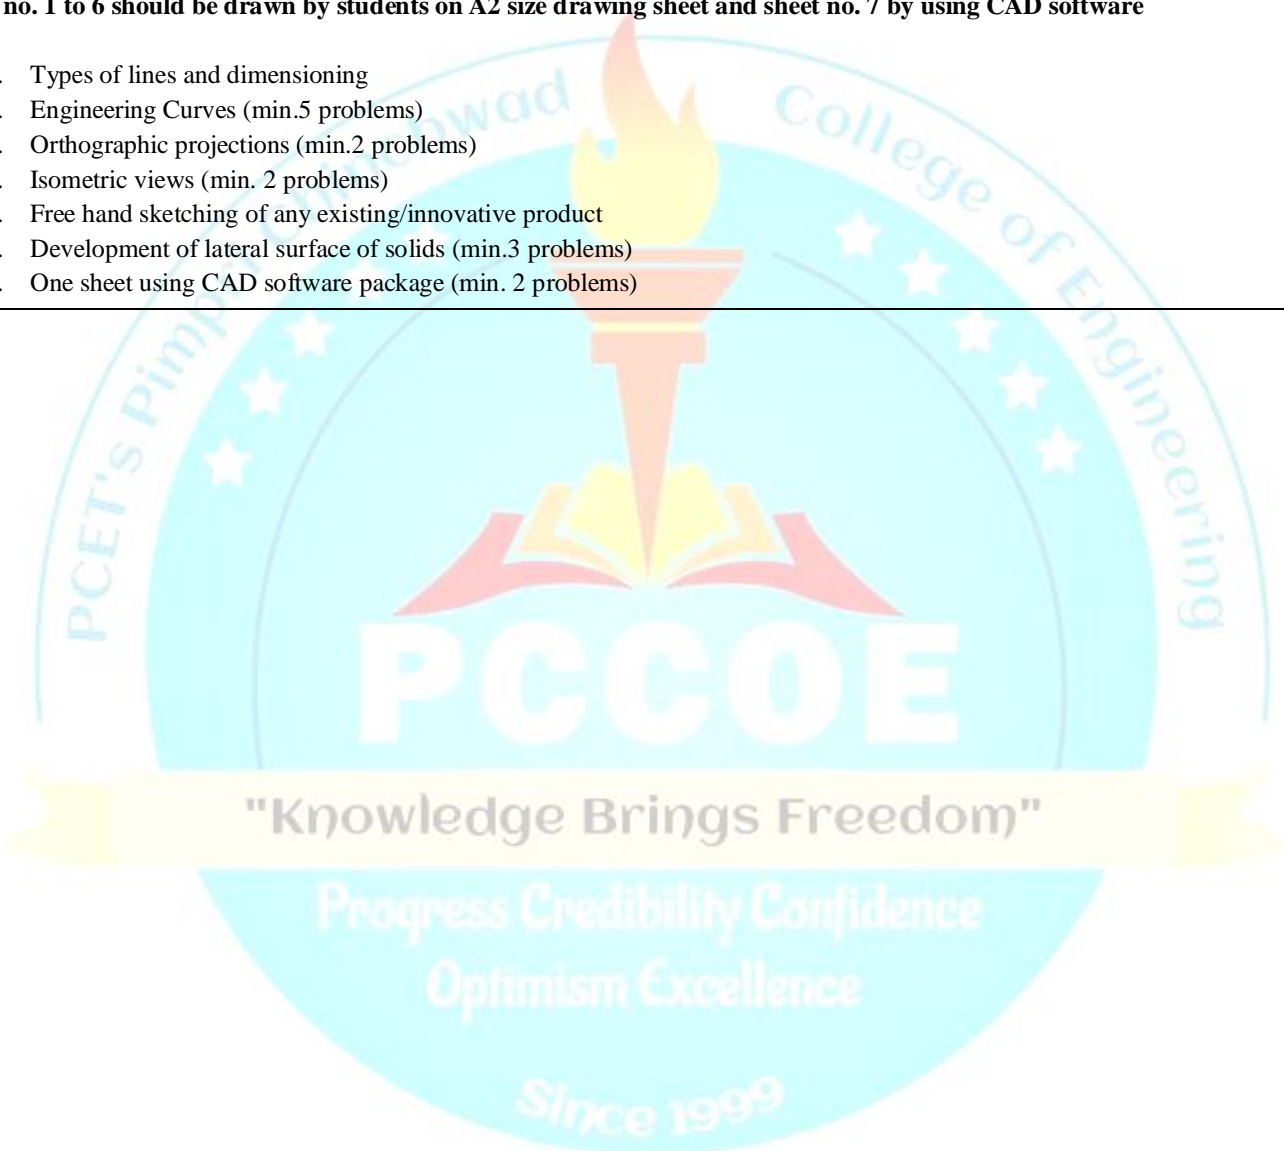 no. 1 to 6 should be drawn by students on A2 size drawing sheet and sheet no. 7 by using CAD software
. Types of lines and dimensioning
. Engineering Curves (min.5 problems)
. Orthographic projections (min.2 problems)
. Isometric views (min. 2 problems)
. Free hand sketching of any existing/innovative product
. Development of lateral surface of solids (min.3 problems)
. One sheet using CAD software package (min. 2 problems)
PCET's Pimpri Chinchwad College of Engineering
PCCOE
"Knowledge Brings Freedom"
Progress Credibility Confidence
Optimism Excellence
Since 1999